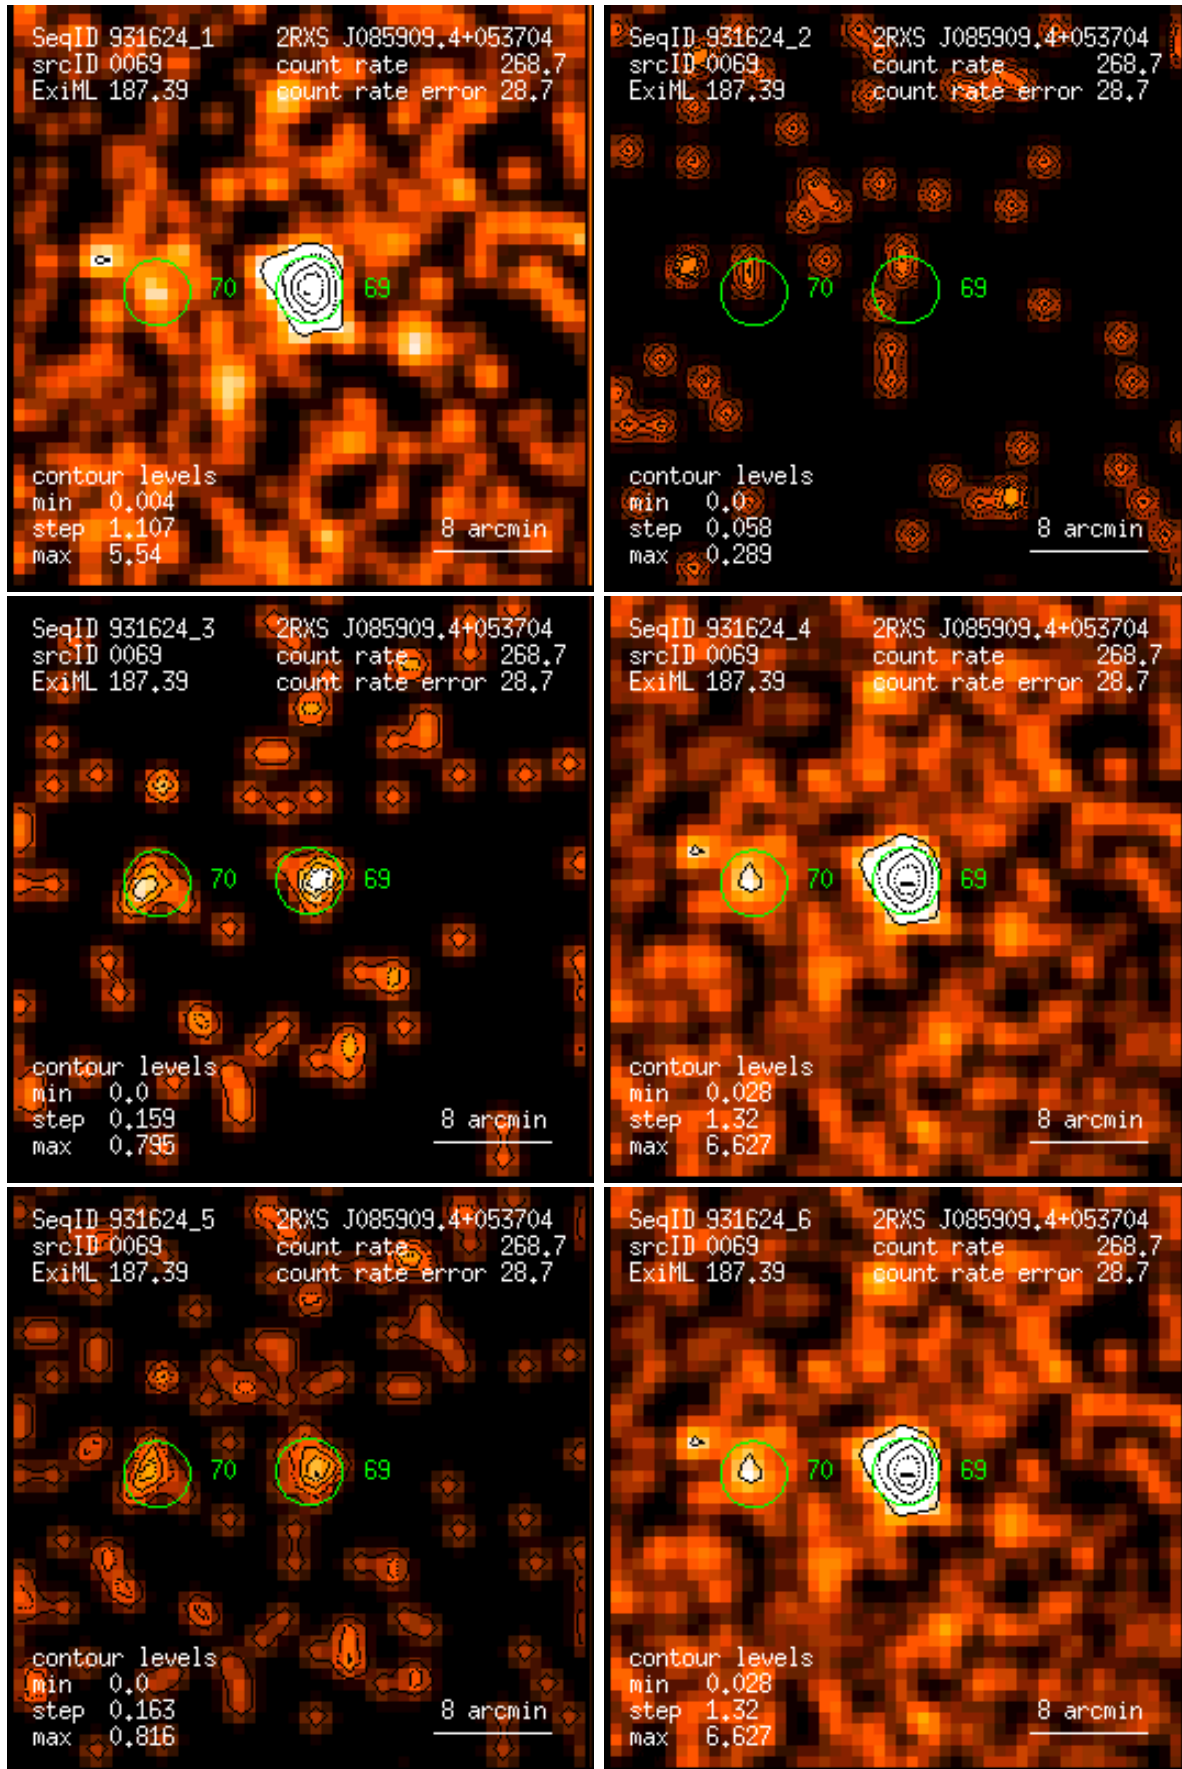 SeqID 931624_1 2RXS J085909.4+053704
srcID 0069 count rate 268.7
ExiML 187.39 count rate error 28.7
70 69
contour levels
min 0.004
step 1.107 8 arcmin
max 5.54
SeqID 931624_2 2RXS J085909.4+053704
srcID 0069 count rate 268.7
ExiML 187.39 count rate error 28.7
70 69
contour levels
min 0.0
step 0.058 8 arcmin
max 0.289
SeqID 931624_3 2RXS J085909.4+053704
srcID 0069 count rate 268.7
ExiML 187.39 count rate error 28.7
70 69
contour levels
min 0.0
step 0.159 8 arcmin
max 0.795
SeqID 931624_4 2RXS J085909.4+053704
srcID 0069 count rate 268.7
ExiML 187.39 count rate error 28.7
70 69
contour levels
min 0.028
step 1.32 8 arcmin
max 6.627
SeqID 931624_5 2RXS J085909.4+053704
srcID 0069 count rate 268.7
ExiML 187.39 count rate error 28.7
70 69
contour levels
min 0.0
step 0.163 8 arcmin
max 0.816
SeqID 931624_6 2RXS J085909.4+053704
srcID 0069 count rate 268.7
ExiML 187.39 count rate error 28.7
70 69
contour levels
min 0.028
step 1.32 8 arcmin
max 6.627